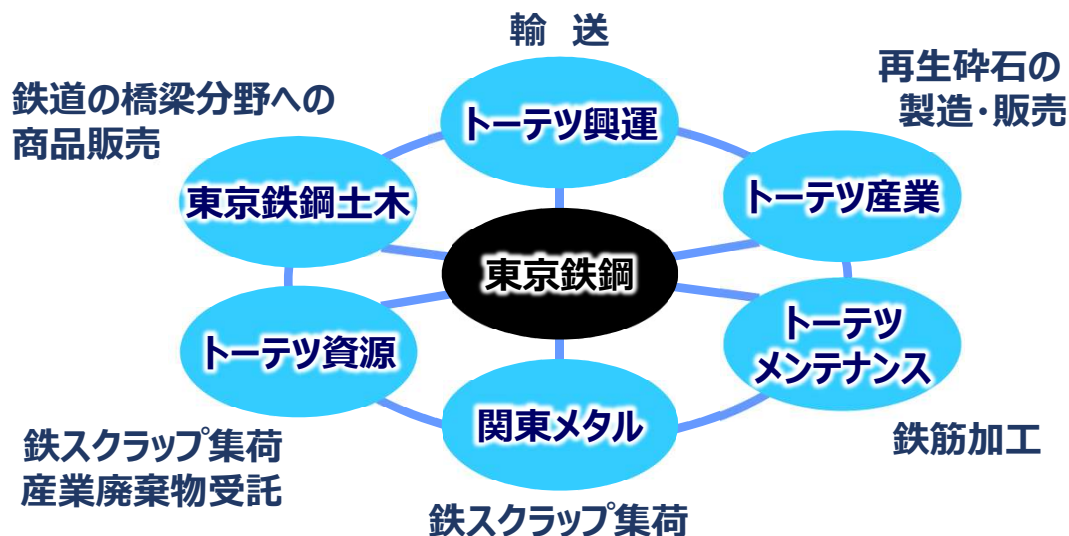 輸 送
トーテツ興運
鉄道の橋梁分野への
商品販売
東京鉄鋼土木
再生砕石の
製造・販売
トーテツ産業
東京鉄鋼
トーテツ資源
鉄スクラップ集荷
産業廃棄物受託
関東メタル
鉄スクラップ集荷
トーテツ
メンテナンス
鉄筋加工